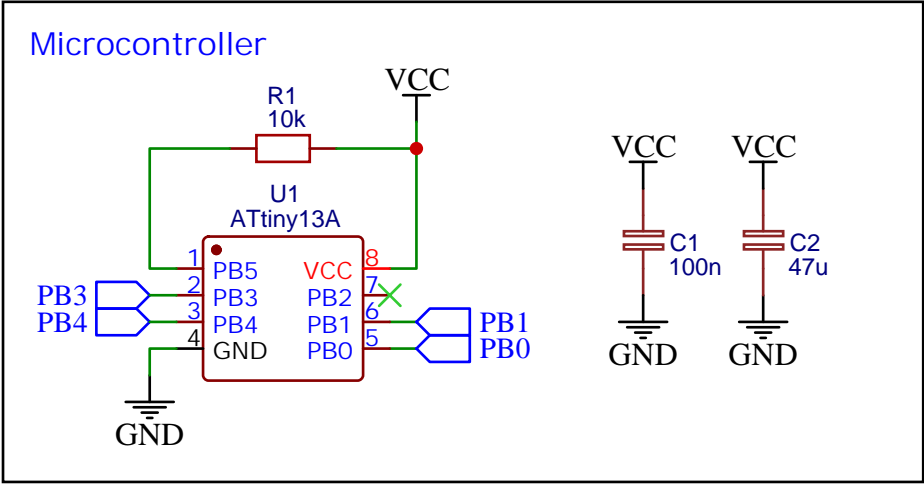 Microcontroller
VCC
R1
10k
U1
ATtiny13A
1 PB5 VCC 8
PB3 2 PB3 PB2 7
PB4 3 PB4 PB1 6 PB1
4 GND PB0 5 PB0
GND
VCC
C1
100n
GND
VCC
C2
47u
GND